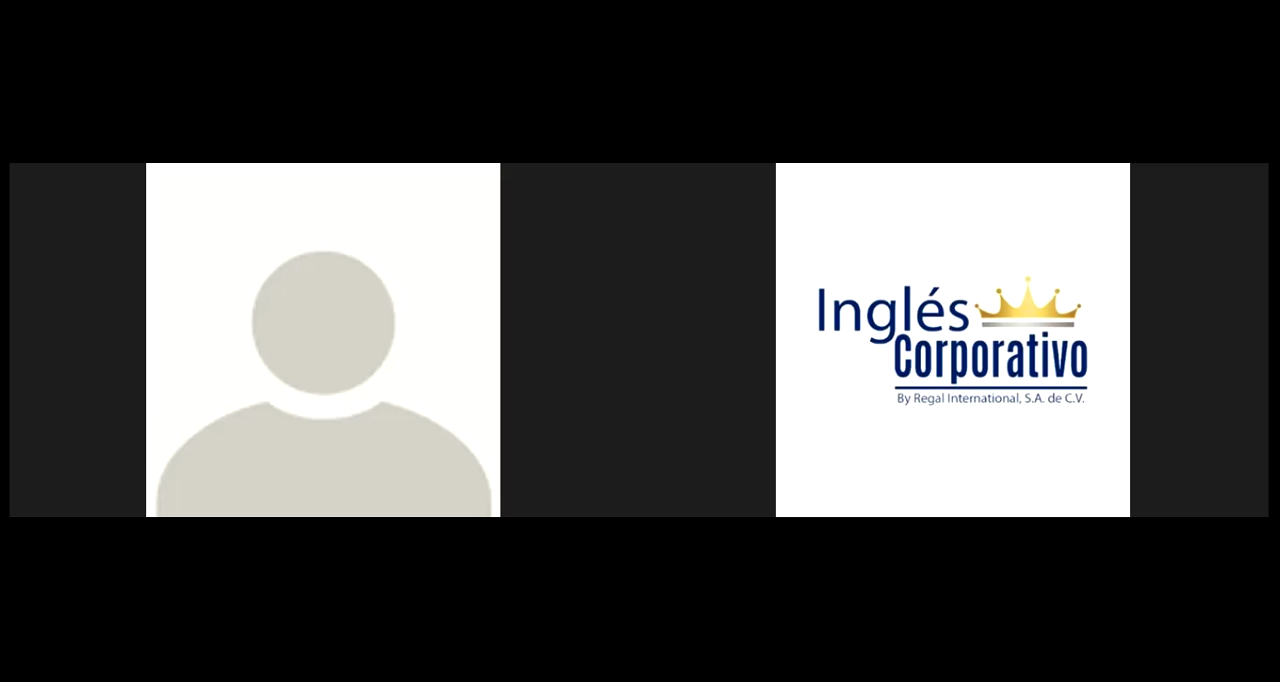 Inglés
Corporativo
By Regal International, S.A. de C.V.